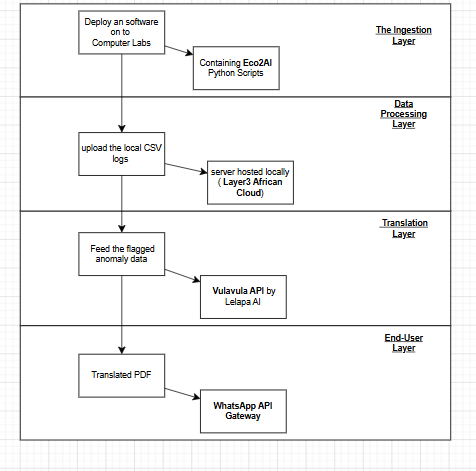 Deploy an software
on to
Computer Labs
The Ingestion
Layer
Containing Eco2AI
Python Scripts
Data
Processing
Layer
upload the local CSV
logs
server hosted locally
( Layer3 African
Cloud)
Translation
Layer
Feed the flagged
anomaly data
Vulavula API by
Lelapa AI
End-User
Layer
Translated PDF
WhatsApp API
Gateway